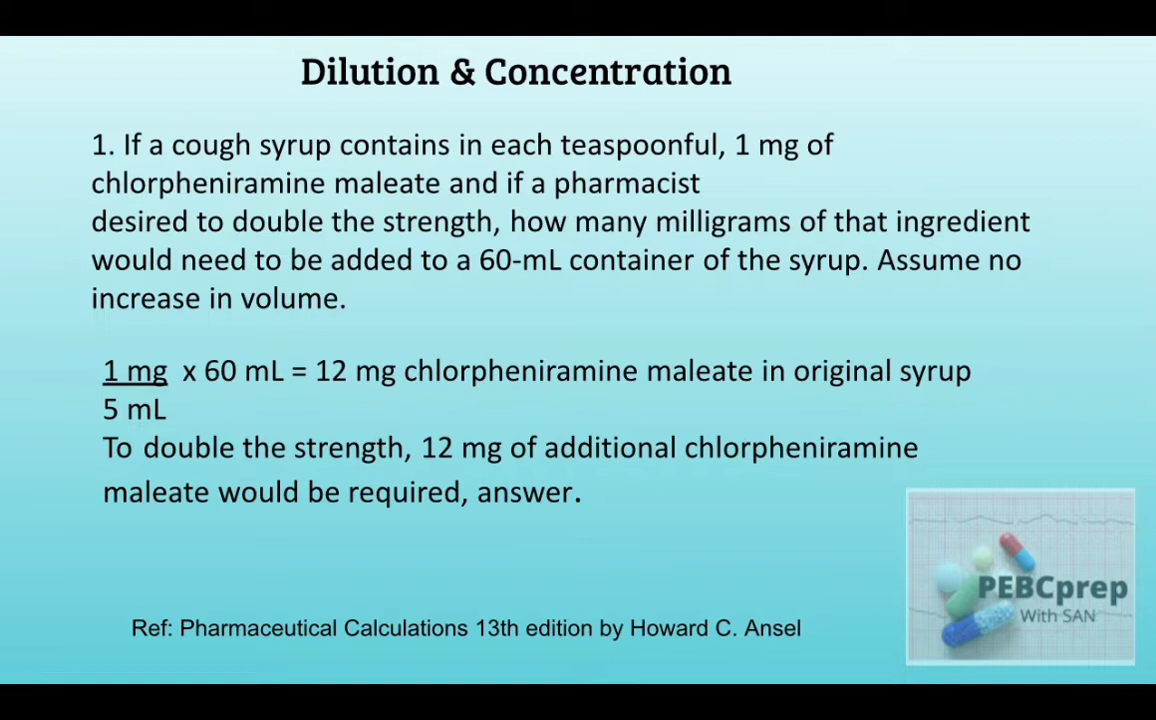 Dilution & Concentration
1. If a cough syrup contains in each teaspoonful, 1 mg of
chlorpheniramine maleate and if a pharmacist
desired to double the strength, how many milligrams of that ingredient
would need to be added to a 60-mL container of the syrup. Assume no
increase in volume.
1 mg x 60 mL = 12 mg chlorpheniramine maleate in original syrup
5 mL
To double the strength, 12 mg of additional chlorpheniramine
maleate would be required, answer.
PEBCprep
With SAN
Ref: Pharmaceutical Calculations 13th edition by Howard C. Ansel